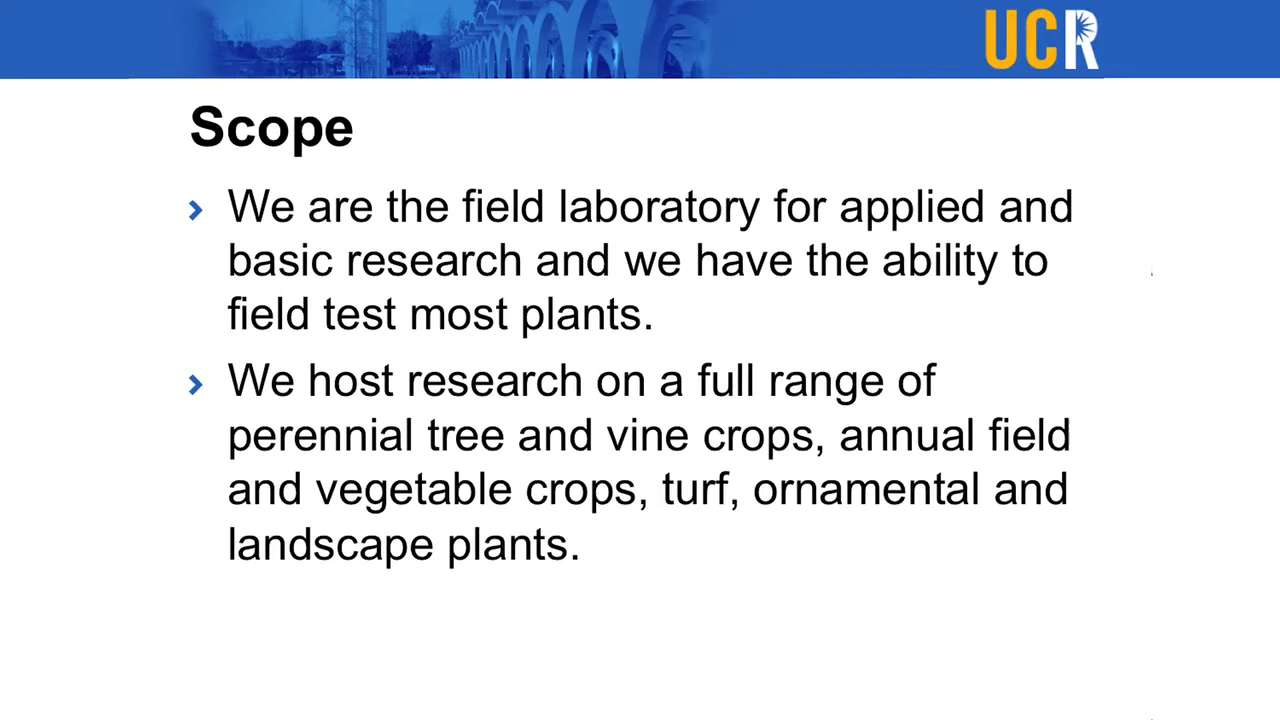 UCR
Scope
We are the field laboratory for applied and
basic research and we have the ability to
field test most plants.
We host research on a full range of
perennial tree and vine crops, annual field
and vegetable crops, turf, ornamental and
landscape plants.